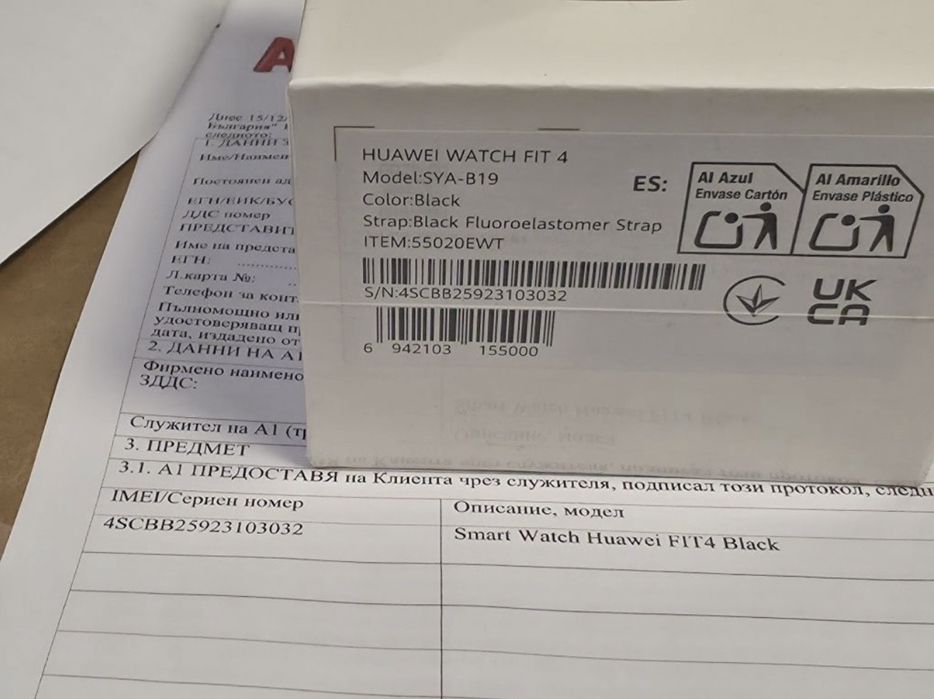 A
Днес 15/12
България"
следното:
1. ДАННИ З
Име/Наимен
Постоянен ад
ЕГН/ЕИК/БУС
ДДС номер
ПРЕДСТАВИТ
Име на предста
ЕГН: ..............
Л.карта №: ..
Телефон за конт
Пълномощно или
удостоверяващ п
дата, издадено от
2. ДАННИ НА А1
Фирмено наимено
ЗДДС:
Служител на А1 (тр
3. ПРЕДМЕТ
3.1. А1 ПРЕДОСТАВЯ на Клиента чрез служителя, подписал този протокол, следн
IMEI/Сериен номер
Описание, модел
4SCBB25923103032
Smart Watch Huawei FIT4 Black
HUAWEI WATCH FIT 4
Model:SYA-B19
Color:Black
Strap:Black Fluoroelastomer Strap
ITEM:55020EWT
S/N:4SCBB25923103032
6 942103 155000
ES:
Al Azul
Envase Cartón
Al Amarillo
Envase Plástico
UK
CA